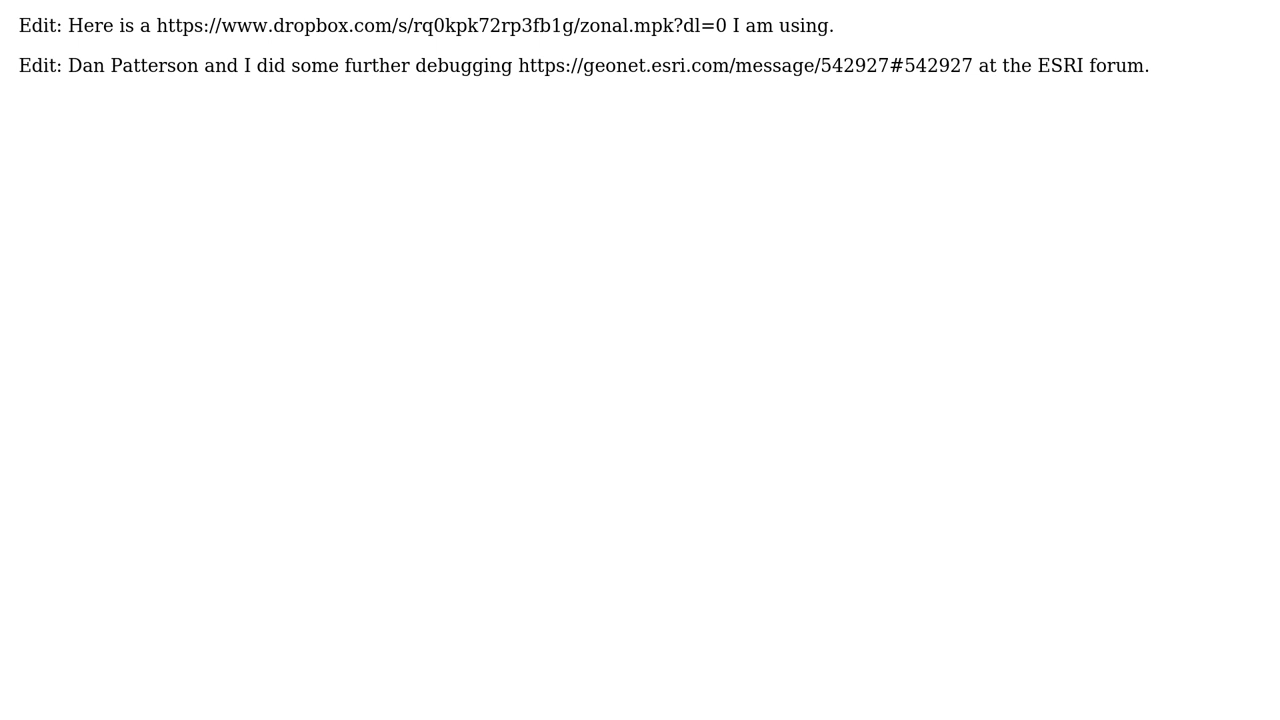 Edit: Here is a https://www.dropbox.com/s/rq0kpk72rp3fb1g/zonal.mpk?dl=0 I am using.
Edit: Dan Patterson and I did some further debugging https://geonet.esri.com/message/542927#542927 at the ESRI forum.